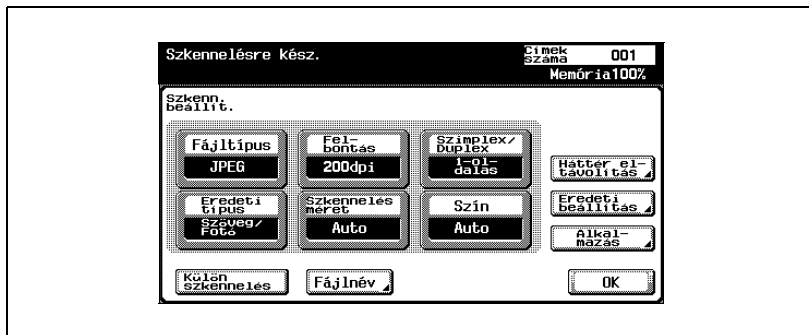 Szkennelésre kész.
Címek
száma
001
Memória100%
Szkenn.
beállít.
Fájltípus
JPEG
Fel-
bontás
200dpi
Szimplex/
Duplex
1-ol-
dalas
Háttér el-
távolítás
Eredeti
típus
Szöveg/
Fotó
Szkennelés
méret
Auto
Szín
Auto
Eredeti
beállítás
Alkal-
mazás
Külön
szkennelés
Fájlnév
OK